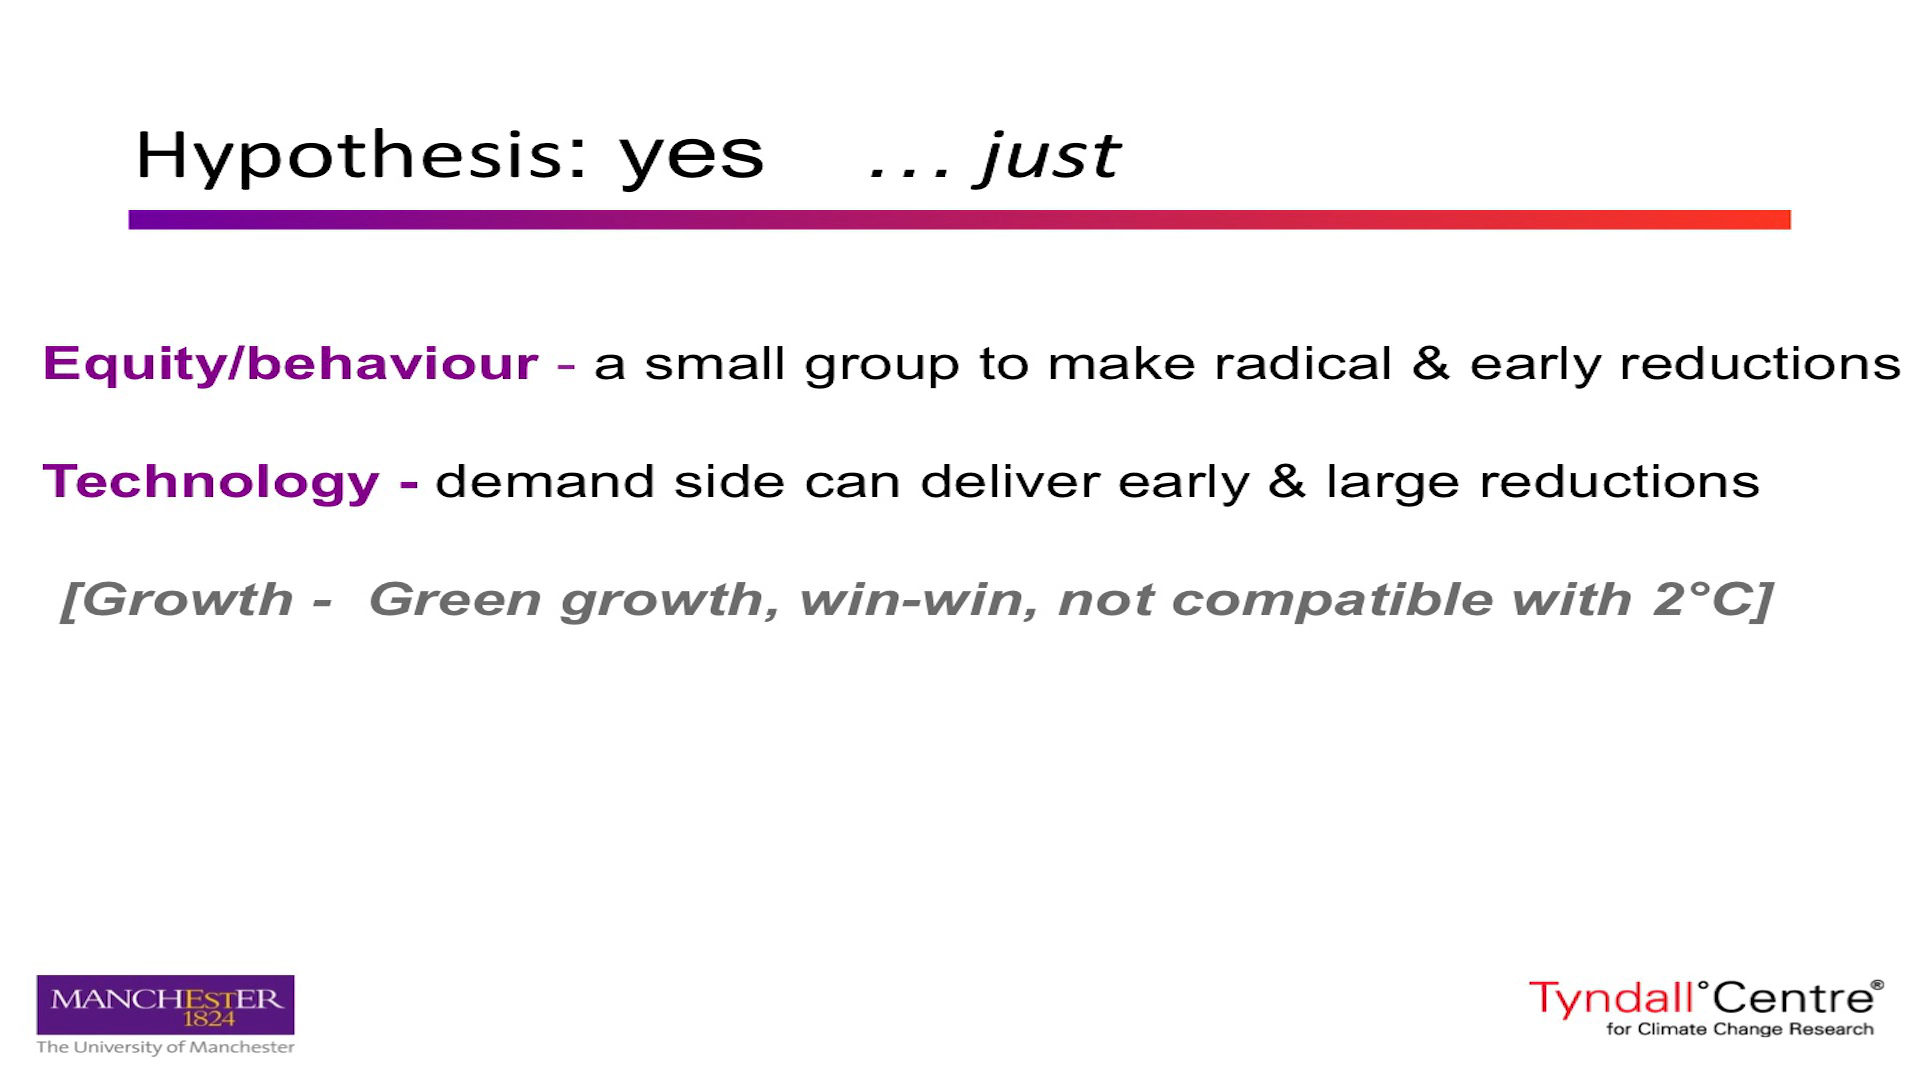 Hypothesis: yes … just
Equity/behaviour - a small group to make radical & early reductions
Technology - demand side can deliver early & large reductions
[Growth - Green growth, win-win, not compatible with 2°C]
MANCHESTER
1824
The University of Manchester
Tyndall°Centre®
for Climate Change Research